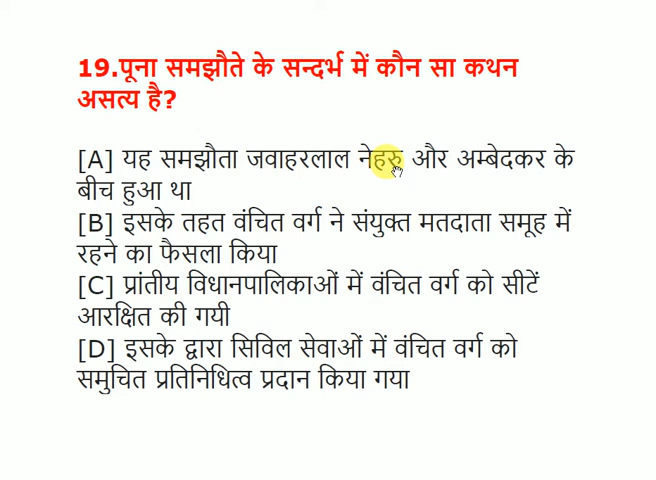 19.पूना समझौते के सन्दर्भ में कौन सा कथन
असत्य है?
[A] यह समझौता जवाहरलाल नेहरु और अम्बेदकर के
बीच हुआ था
[B] इसके तहत वंचित वर्ग ने संयुक्त मतदाता समूह में
रहने का फैसला किया
[C] प्रांतीय विधानपालिकाओं में वंचित वर्ग को सीटें
आरक्षित की गयी
[D] इसके द्वारा सिविल सेवाओं में वंचित वर्ग को
समुचित प्रतिनिधित्व प्रदान किया गया